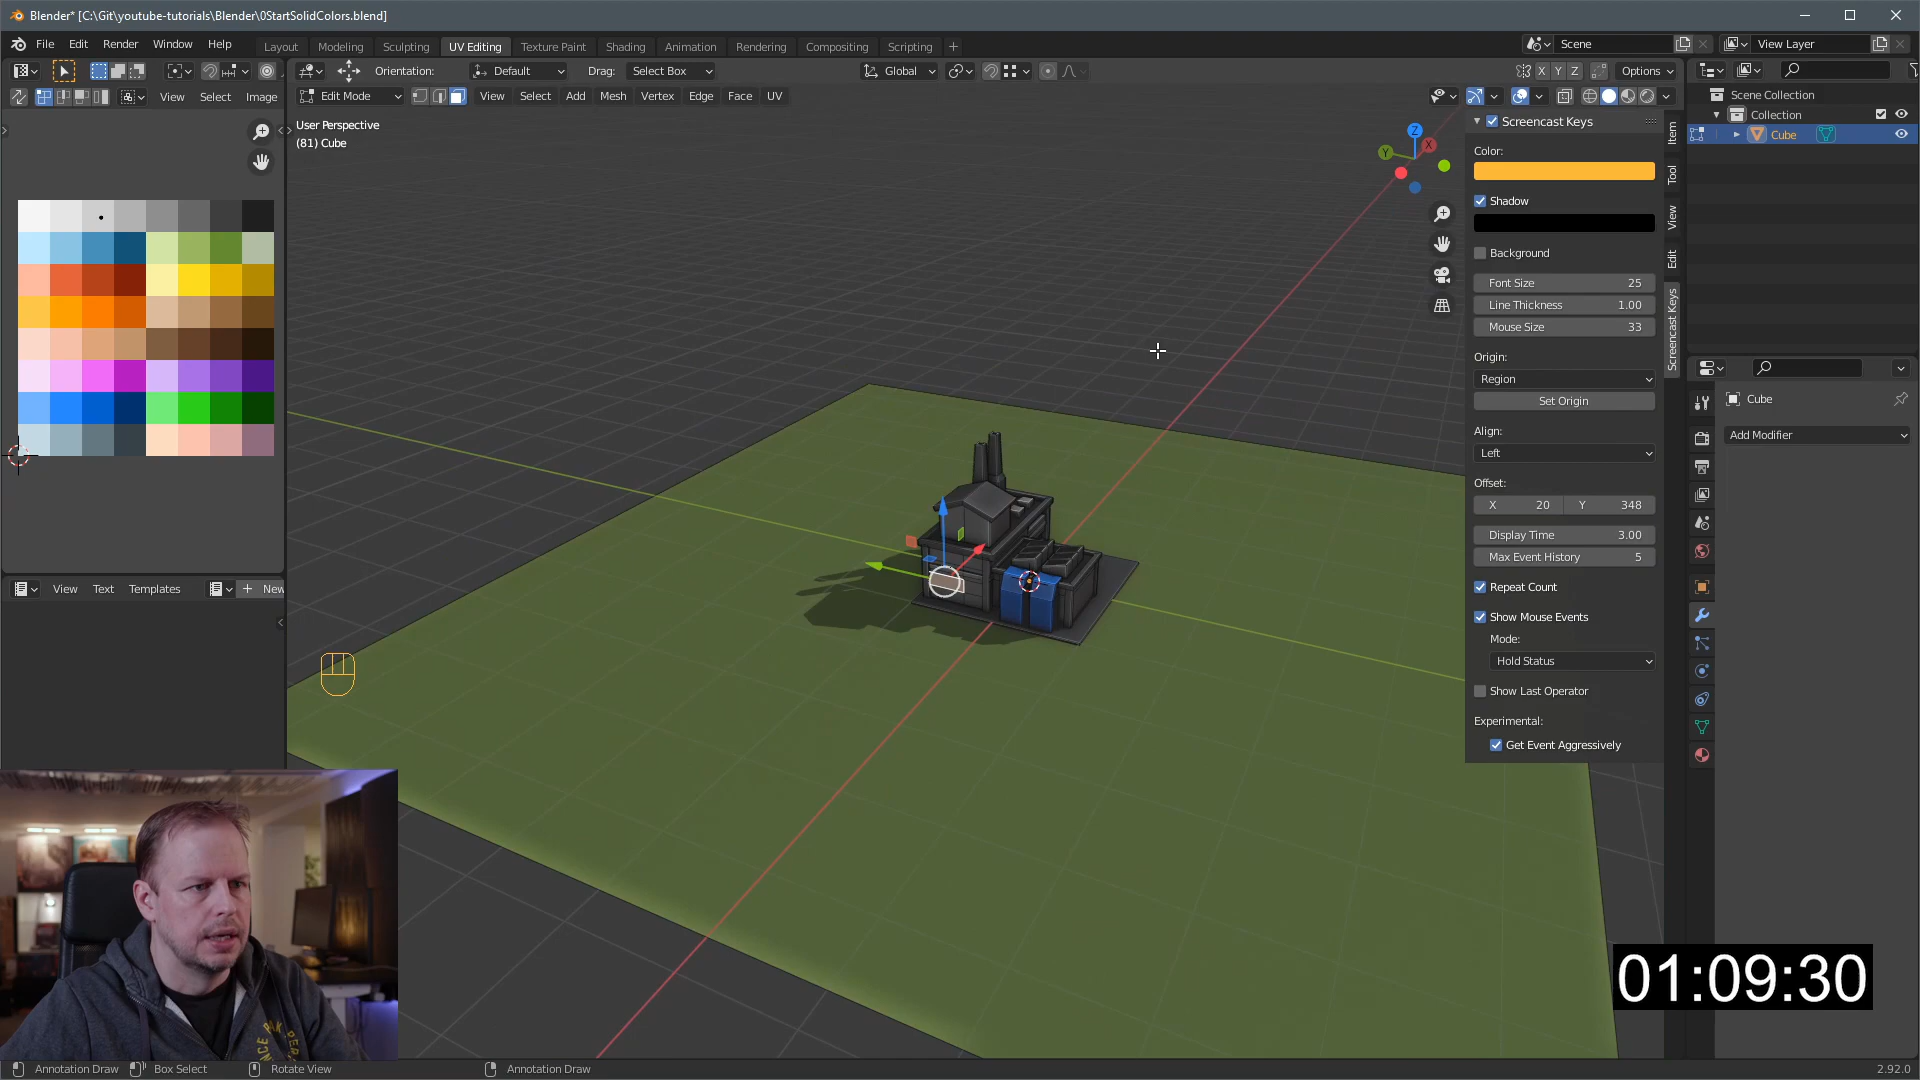 Blender* [C:\Git\youtube-tutorials\Blender\0StartSolidColors.blend]
File Edit Render Window Help Layout Modeling Sculpting UV Editing Texture Paint Shading Animation Rendering Compositing Scripting + Scene View Layer
Orientation: Default Drag: Select Box Global X Y Z Options
View Select Image Edit Mode View Select Add Mesh Vertex Edge Face UV
User Perspective
(81) Cube
Z
Y
X
Screencast Keys
Color:
Shadow
Background
Font Size 25
Line Thickness 1.00
Mouse Size 33
Origin:
Region
Set Origin
Align:
Left
Offset:
X 20 Y 348
Display Time 3.00
Max Event History 5
Repeat Count
Show Mouse Events
Mode:
Hold Status
Show Last Operator
Experimental:
Get Event Aggressively
Item
Tool
View
Edit
Screencast Keys
Scene Collection
Collection
Cube
Cube
Add Modifier
View Text Templates + New
PAK
01:09:30
Annotation Draw Box Select Rotate View Annotation Draw 2.92.0